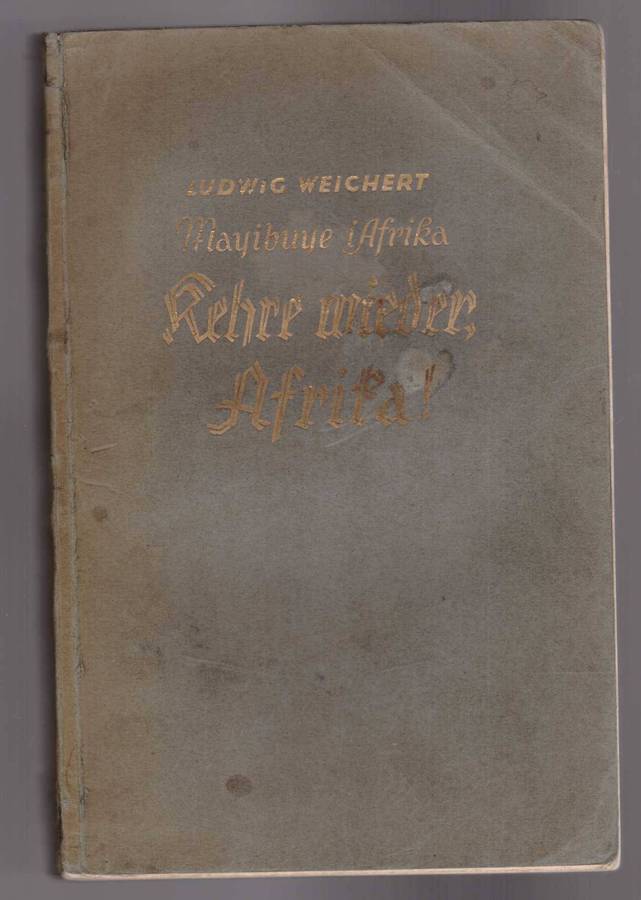 LUDWIG WEICHERT
Mayibuye iAfrika
Kehre wieder,
Afrika!